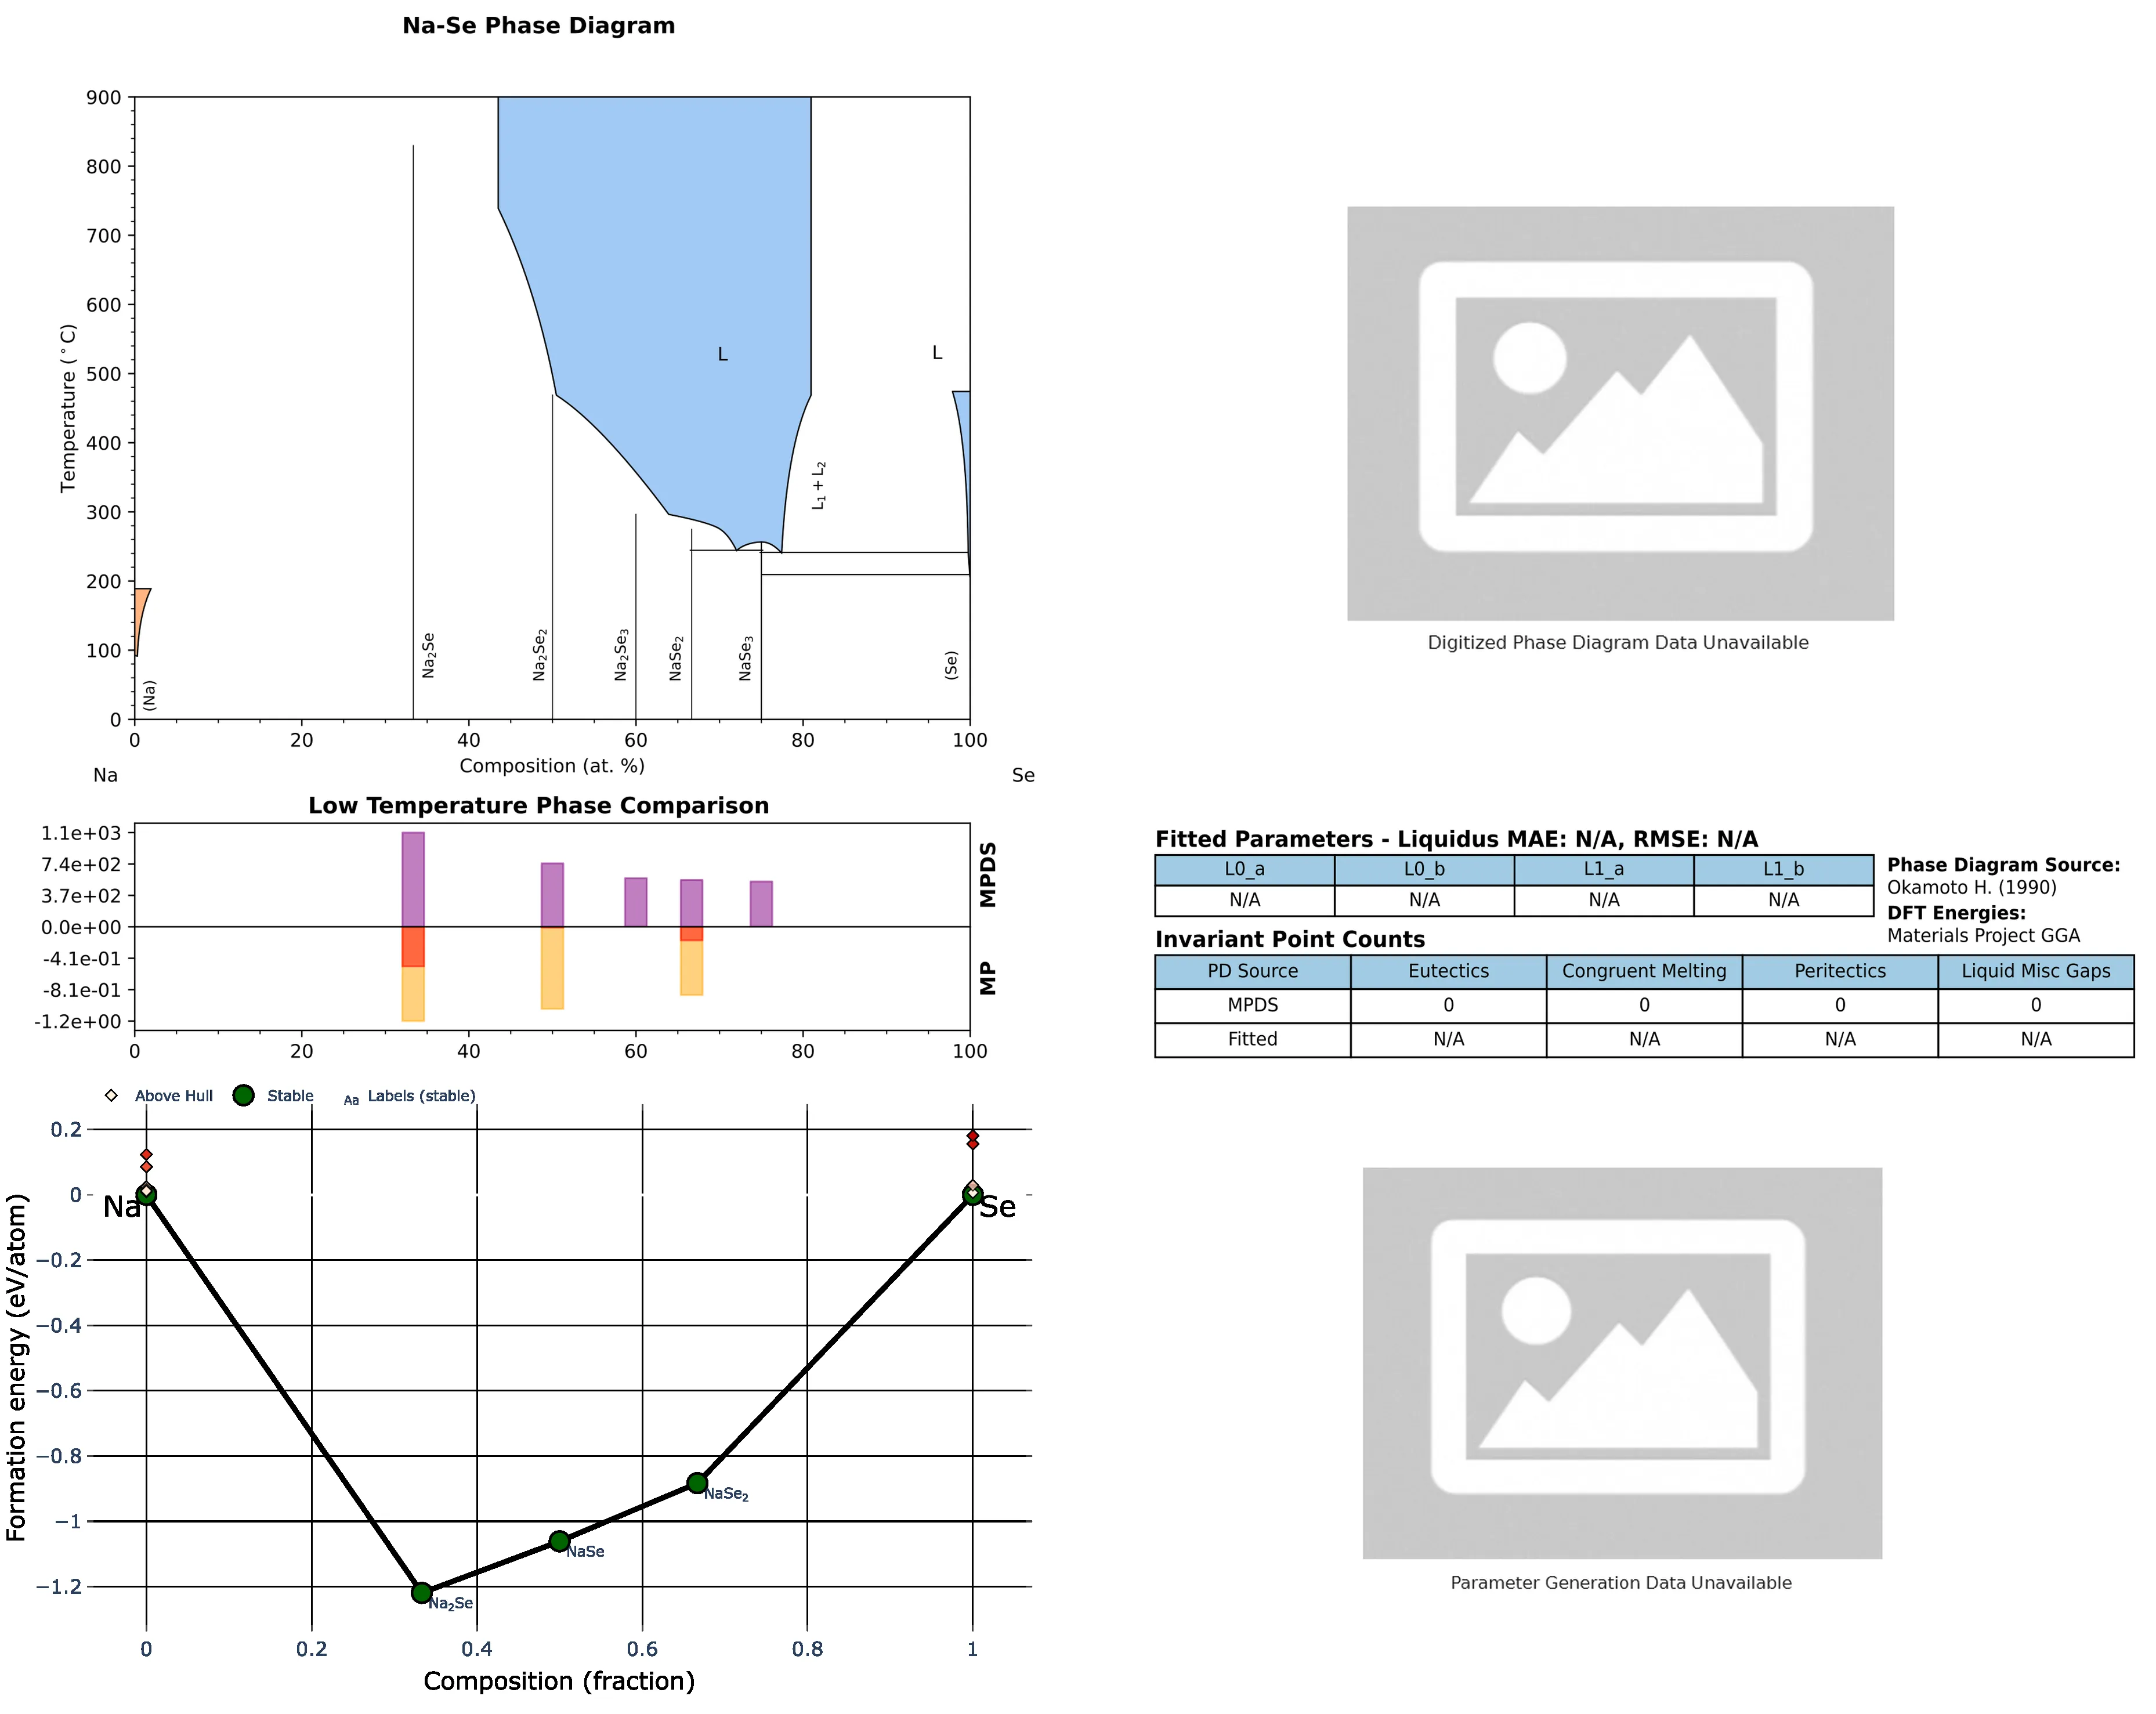 Na-Se Phase Diagram
900
800
700
600
500
400
300
200
100
0
Temperature (°C)
L
L
L₁ + L₂
(Na)
Na₂Se
Na₂Se₂
Na₂Se₃
NaSe₂
NaSe₃
(Se)
0 20 40 60 80 100
Composition (at. %)
Na Se
Digitized Phase Diagram Data Unavailable
Low Temperature Phase Comparison
1.1e+03
7.4e+02
3.7e+02
0.0e+00
-4.1e-01
-8.1e-01
-1.2e+00
MPDS
MP
0 20 40 60 80 100
Fitted Parameters - Liquidus MAE: N/A, RMSE: N/A
L0_a L0_b L1_a L1_b
N/A N/A N/A N/A
Phase Diagram Source:
Okamoto H. (1990)
DFT Energies:
Materials Project GGA
Invariant Point Counts
PD Source Eutectics Congruent Melting Peritectics Liquid Misc Gaps
MPDS 0 0 0 0
Fitted N/A N/A N/A N/A
Above Hull Stable Aa Labels (stable)
0.2
0
−0.2
−0.4
−0.6
−0.8
−1
−1.2
Formation energy (eV/atom)
Na
Se
NaSe₂
NaSe
Na₂Se
0 0.2 0.4 0.6 0.8 1
Composition (fraction)
Parameter Generation Data Unavailable